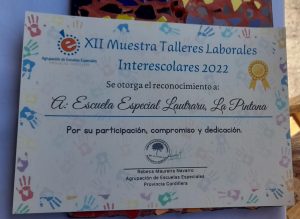 XII Muestra Talleres Laborales
Interescolares 2022
Agrupación de Escuelas Especiales
Se otorga el reconocimiento a:
A: Escuela Especial Lautraru, La Pintana
Por su participación, compromiso y dedicación.
Rebeca Maureira Navarro
Agrupación de Escuelas Especiales
Provincia Cordillera